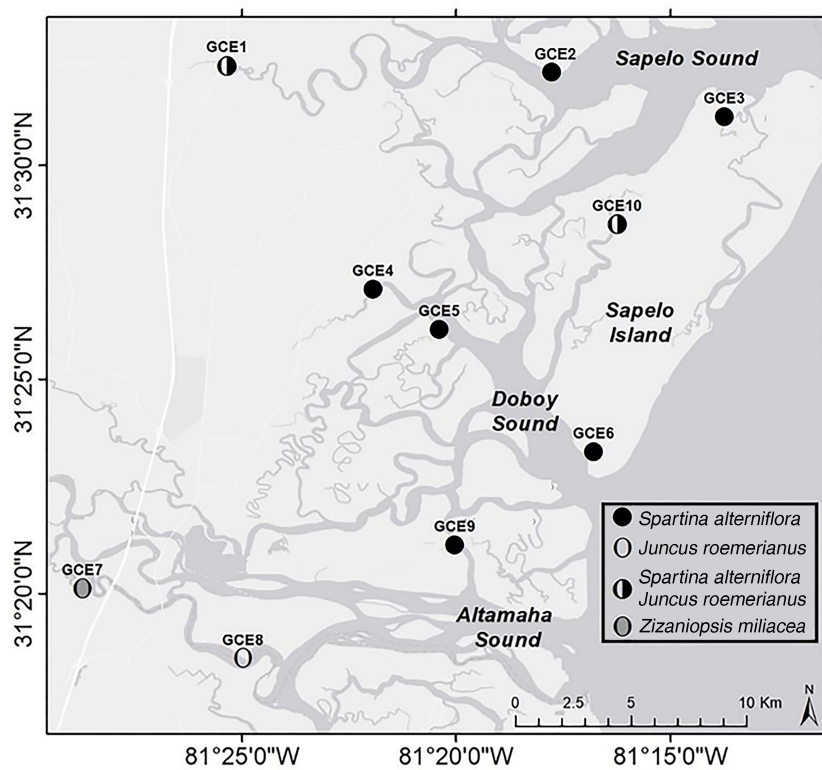 GCE1
GCE2
Sapelo Sound
GCE3
31°30'0"N
GCE10
GCE4
GCE5
Sapelo
Island
31°25'0"N
Doboy
Sound
GCE6
GCE9
Spartina alterniflora
Juncus roemerianus
Spartina alterniflora
Juncus roemerianus
Zizaniopsis miliacea
GCE7
31°20'0"N
Altamaha
Sound
GCE8
0 2.5 5 10 Km
N
81°25'0"W 81°20'0"W 81°15'0"W